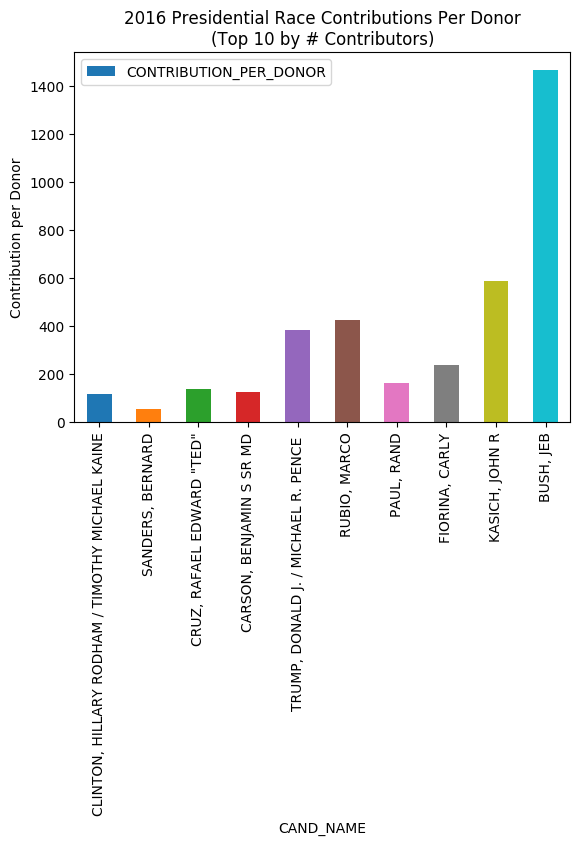 2016 Presidential Race Contributions Per Donor
(Top 10 by # Contributors)
CONTRIBUTION_PER_DONOR
Contribution per Donor
1400
1200
1000
800
600
400
200
0
CLINTON, HILLARY RODHAM / TIMOTHY MICHAEL KAINE
SANDERS, BERNARD
CRUZ, RAFAEL EDWARD "TED"
CARSON, BENJAMIN S SR MD
TRUMP, DONALD J. / MICHAEL R. PENCE
RUBIO, MARCO
PAUL, RAND
FIORINA, CARLY
KASICH, JOHN R
BUSH, JEB
CAND_NAME